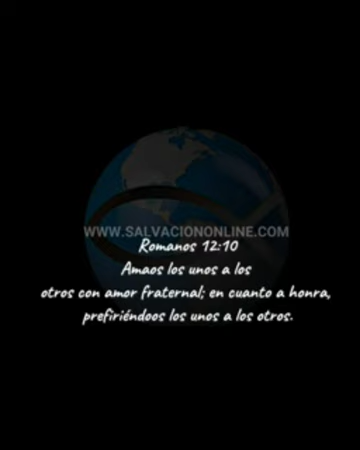 WWW.SALVACIONONLINE.COM
Romanos 12:10
Amaos los unos a los
otros con amor fraternal; en cuanto a honra,
prefiriéndoos los unos a los otros.